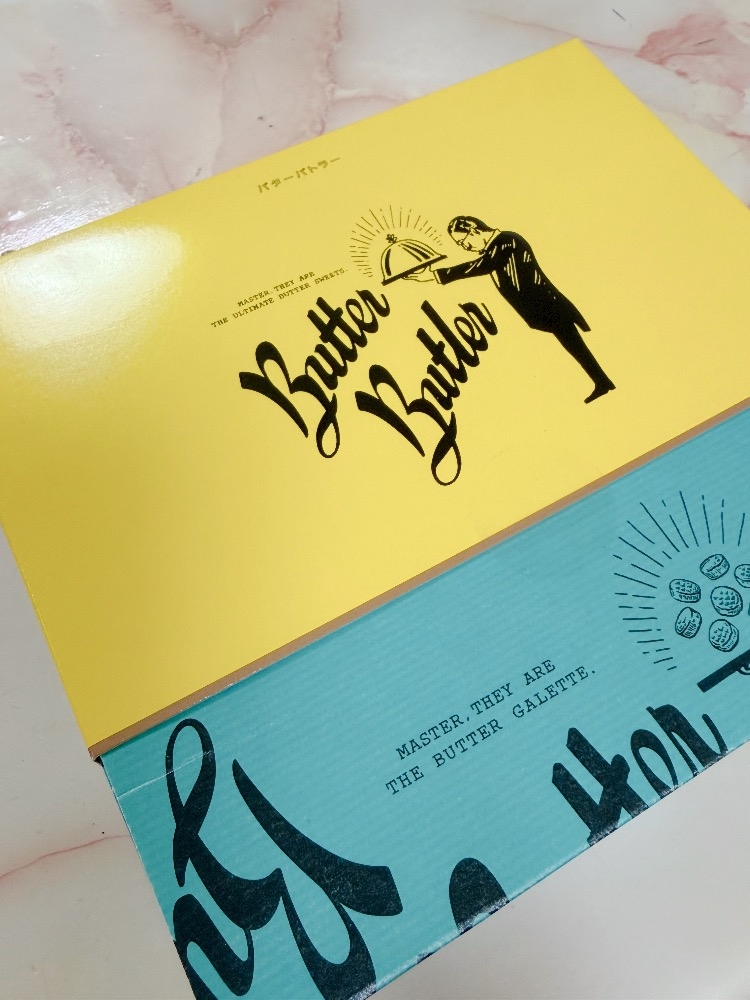 バターバトラー
MASTER, THEY ARE
THE ULTIMATE BUTTER SWEETS.
Butter
Butler
MASTER, THEY ARE
THE BUTTER GALETTE.